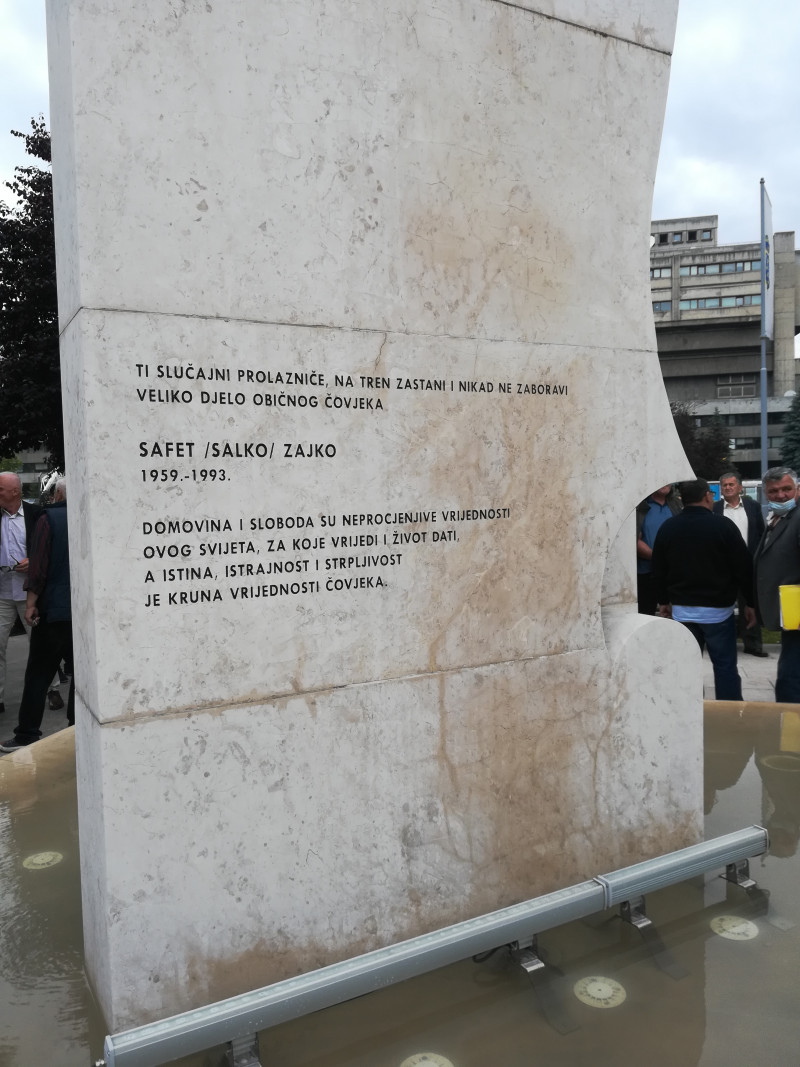 TI SLUČAJNI PROLAZNIČE, NA TREN ZASTANI I NIKAD NE ZABORAVI
VELIKO DJELO OBIČNOG ČOVJEKA
SAFET /SALKO/ ZAJKO
1959.-1993.
DOMOVINA I SLOBODA SU NEPROCJENJIVE VRIJEDNOSTI
OVOG SVIJETA, ZA KOJE VRIJEDI I ŽIVOT DATI,
A ISTINA, ISTRAJNOST I STRPLJIVOST
JE KRUNA VRIJEDNOSTI ČOVJEKA.